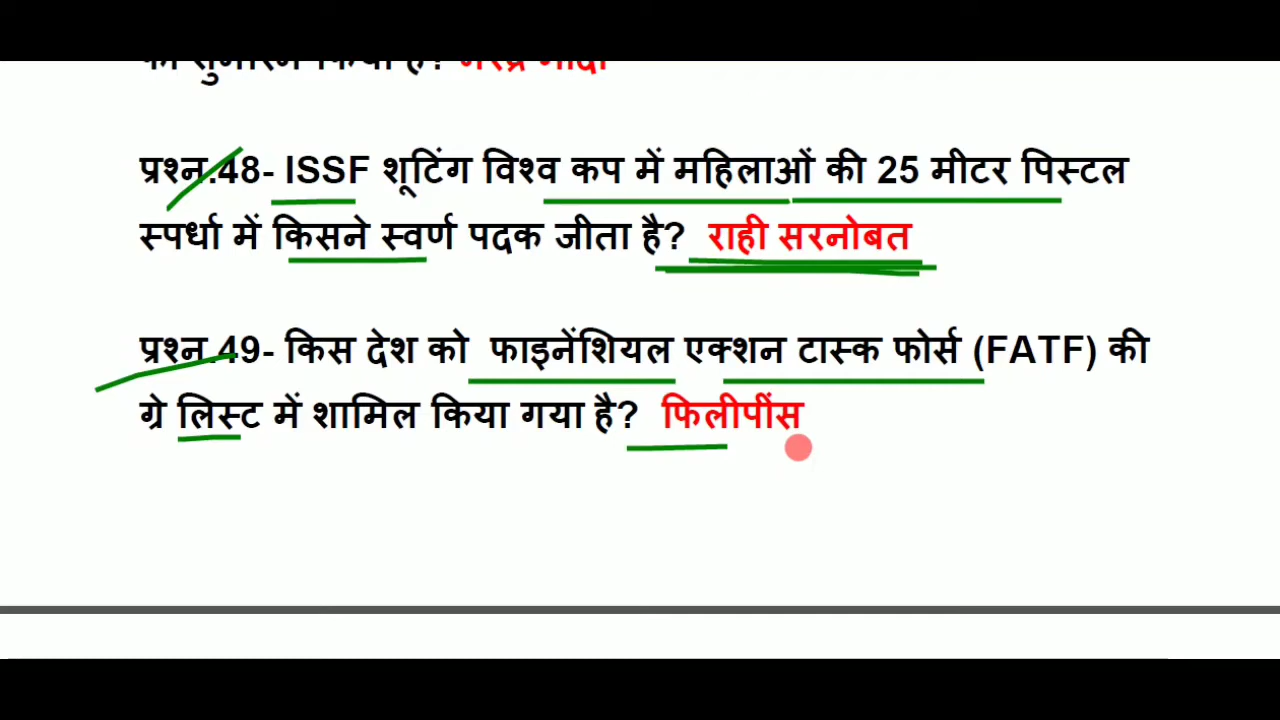 प्रश्न.48- ISSF शूटिंग विश्व कप में महिलाओं की 25 मीटर पिस्टल
स्पर्धा में किसने स्वर्ण पदक जीता है? राही सरनोबत
प्रश्न.49- किस देश को फाइनेंशियल एक्शन टास्क फोर्स (FATF) की
ग्रे लिस्ट में शामिल किया गया है? फिलीपींस